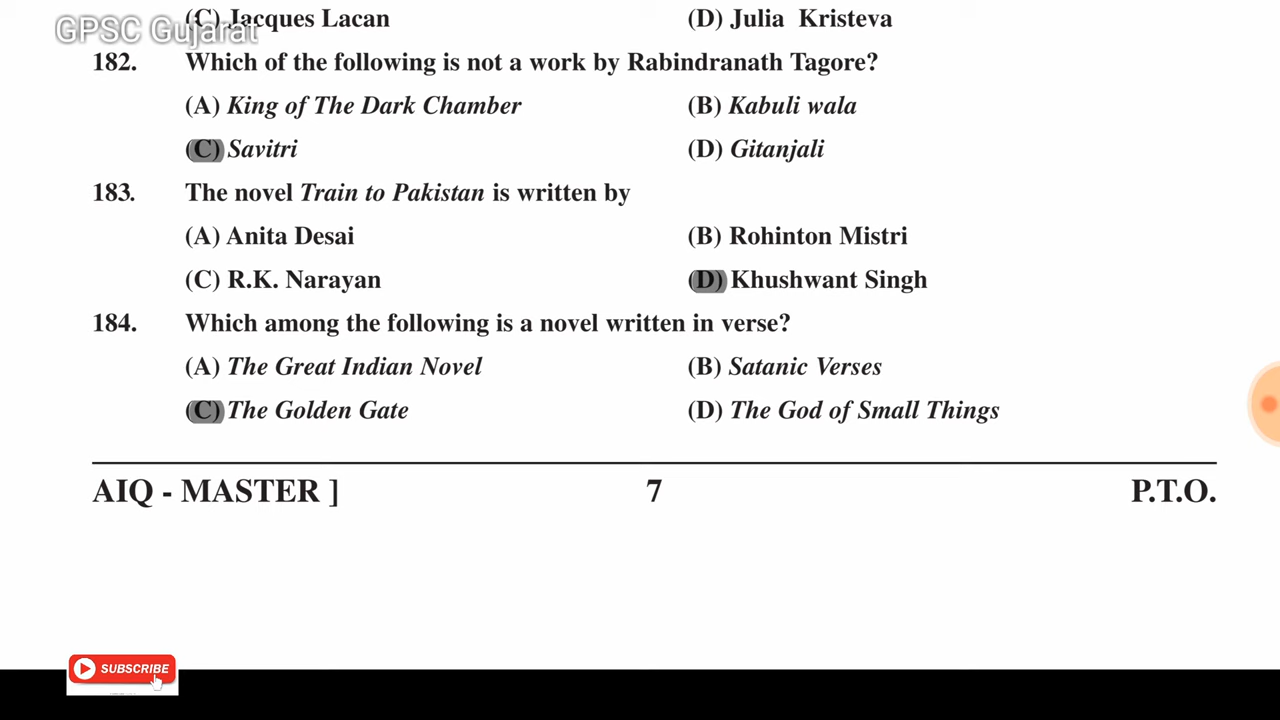 (C) Jacques Lacan (D) Julia Kristeva
GPSC Gujarat
182. Which of the following is not a work by Rabindranath Tagore?
(A) King of The Dark Chamber (B) Kabuli wala
(C) Savitri (D) Gitanjali
183. The novel Train to Pakistan is written by
(A) Anita Desai (B) Rohinton Mistri
(C) R.K. Narayan (D) Khushwant Singh
184. Which among the following is a novel written in verse?
(A) The Great Indian Novel (B) Satanic Verses
(C) The Golden Gate (D) The God of Small Things
AIQ - MASTER ] 7 P.T.O.
SUBSCRIBE